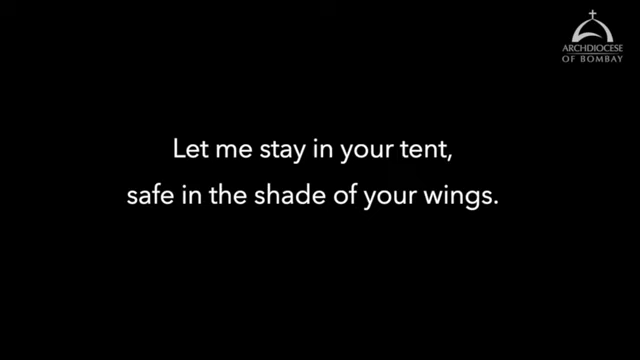 ARCHDIOCESE
OF BOMBAY
Let me stay in your tent,
safe in the shade of your wings.